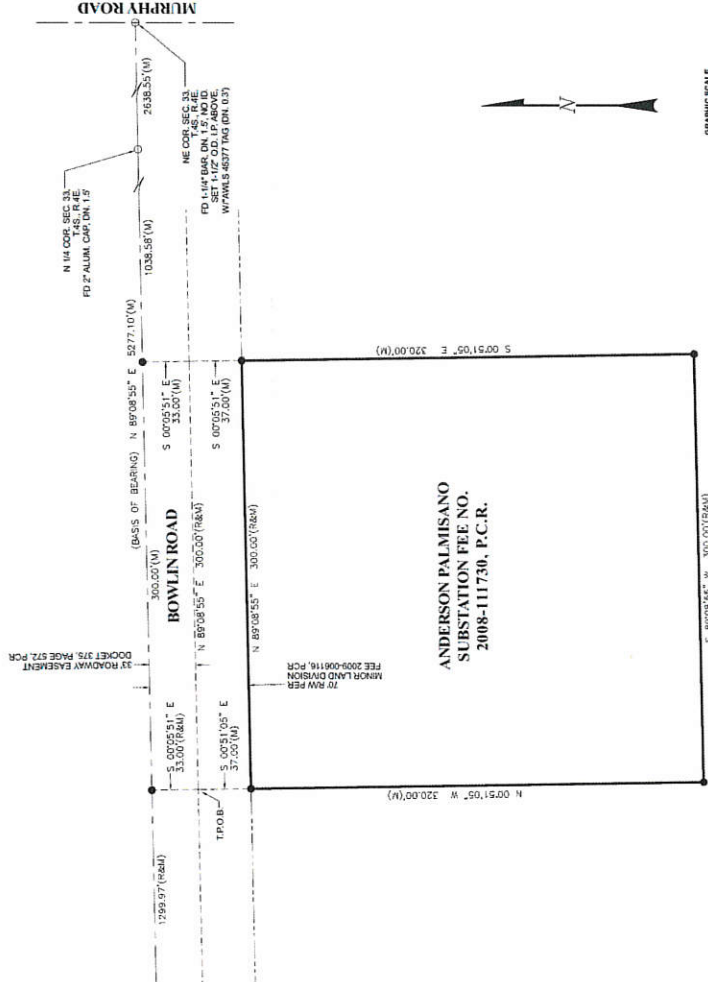 MURPHY ROAD
2638.55'(M)
N 1/4 COR. SEC. 33,
T.4S., R.4E.
FD 2" ALUM. CAP, DN. 1.5'
NE COR. SEC. 33,
T.4S., R.4E.
FD 1-1/4" BAR, DN. 1.5', NO ID.
SET 1-1/2" O.D. I.P. ABOVE,
W/"AWLS 46377 TAG (DN. 0.3')
1038.58'(M)
(BASIS OF BEARING) N 89°08'55" E 5277.10'(M)
300.00'(M)
33' ROADWAY EASEMENT
DOCKET 375, PAGE 572, PCR
1299.97'(R&M)
BOWLIN ROAD
S 00°05'51" E
33.00'(R&M)
S 00°05'51" E
33.00'(M)
N 89°08'55" E 300.00'(R&M)
S 00°51'05" E
37.00'(M)
S 00°05'51" E
37.00'(M)
T.P.O.B.
N 89°08'55" E 300.00'(R&M)
70' R/W PER
MINOR LAND DIVISION
FEE 2009-006116, PCR
N 00°51'05" W 320.00'(M)
S 00°51'05" E 320.00'(M)
ANDERSON PALMISANO
SUBSTATION FEE NO.
2008-111730, P.C.R.
N
GRAPHIC SCALE
S 89°08'55" W 300.00'(R&M)